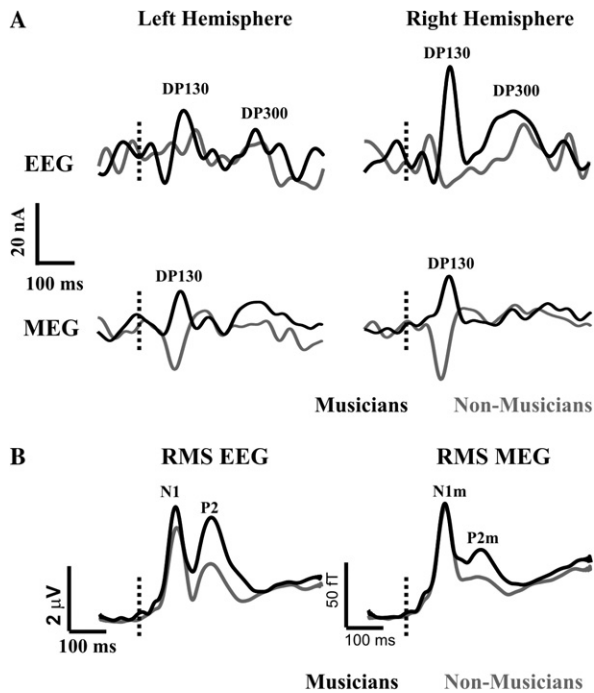 A Left Hemisphere Right Hemisphere
DP130 DP300 DP130 DP300
EEG
20 nA
100 ms
DP130 DP130
MEG
Musicians Non-Musicians
B RMS EEG RMS MEG
N1 P2 N1m P2m
2 μV
100 ms
50 fT
100 ms
Musicians Non-Musicians